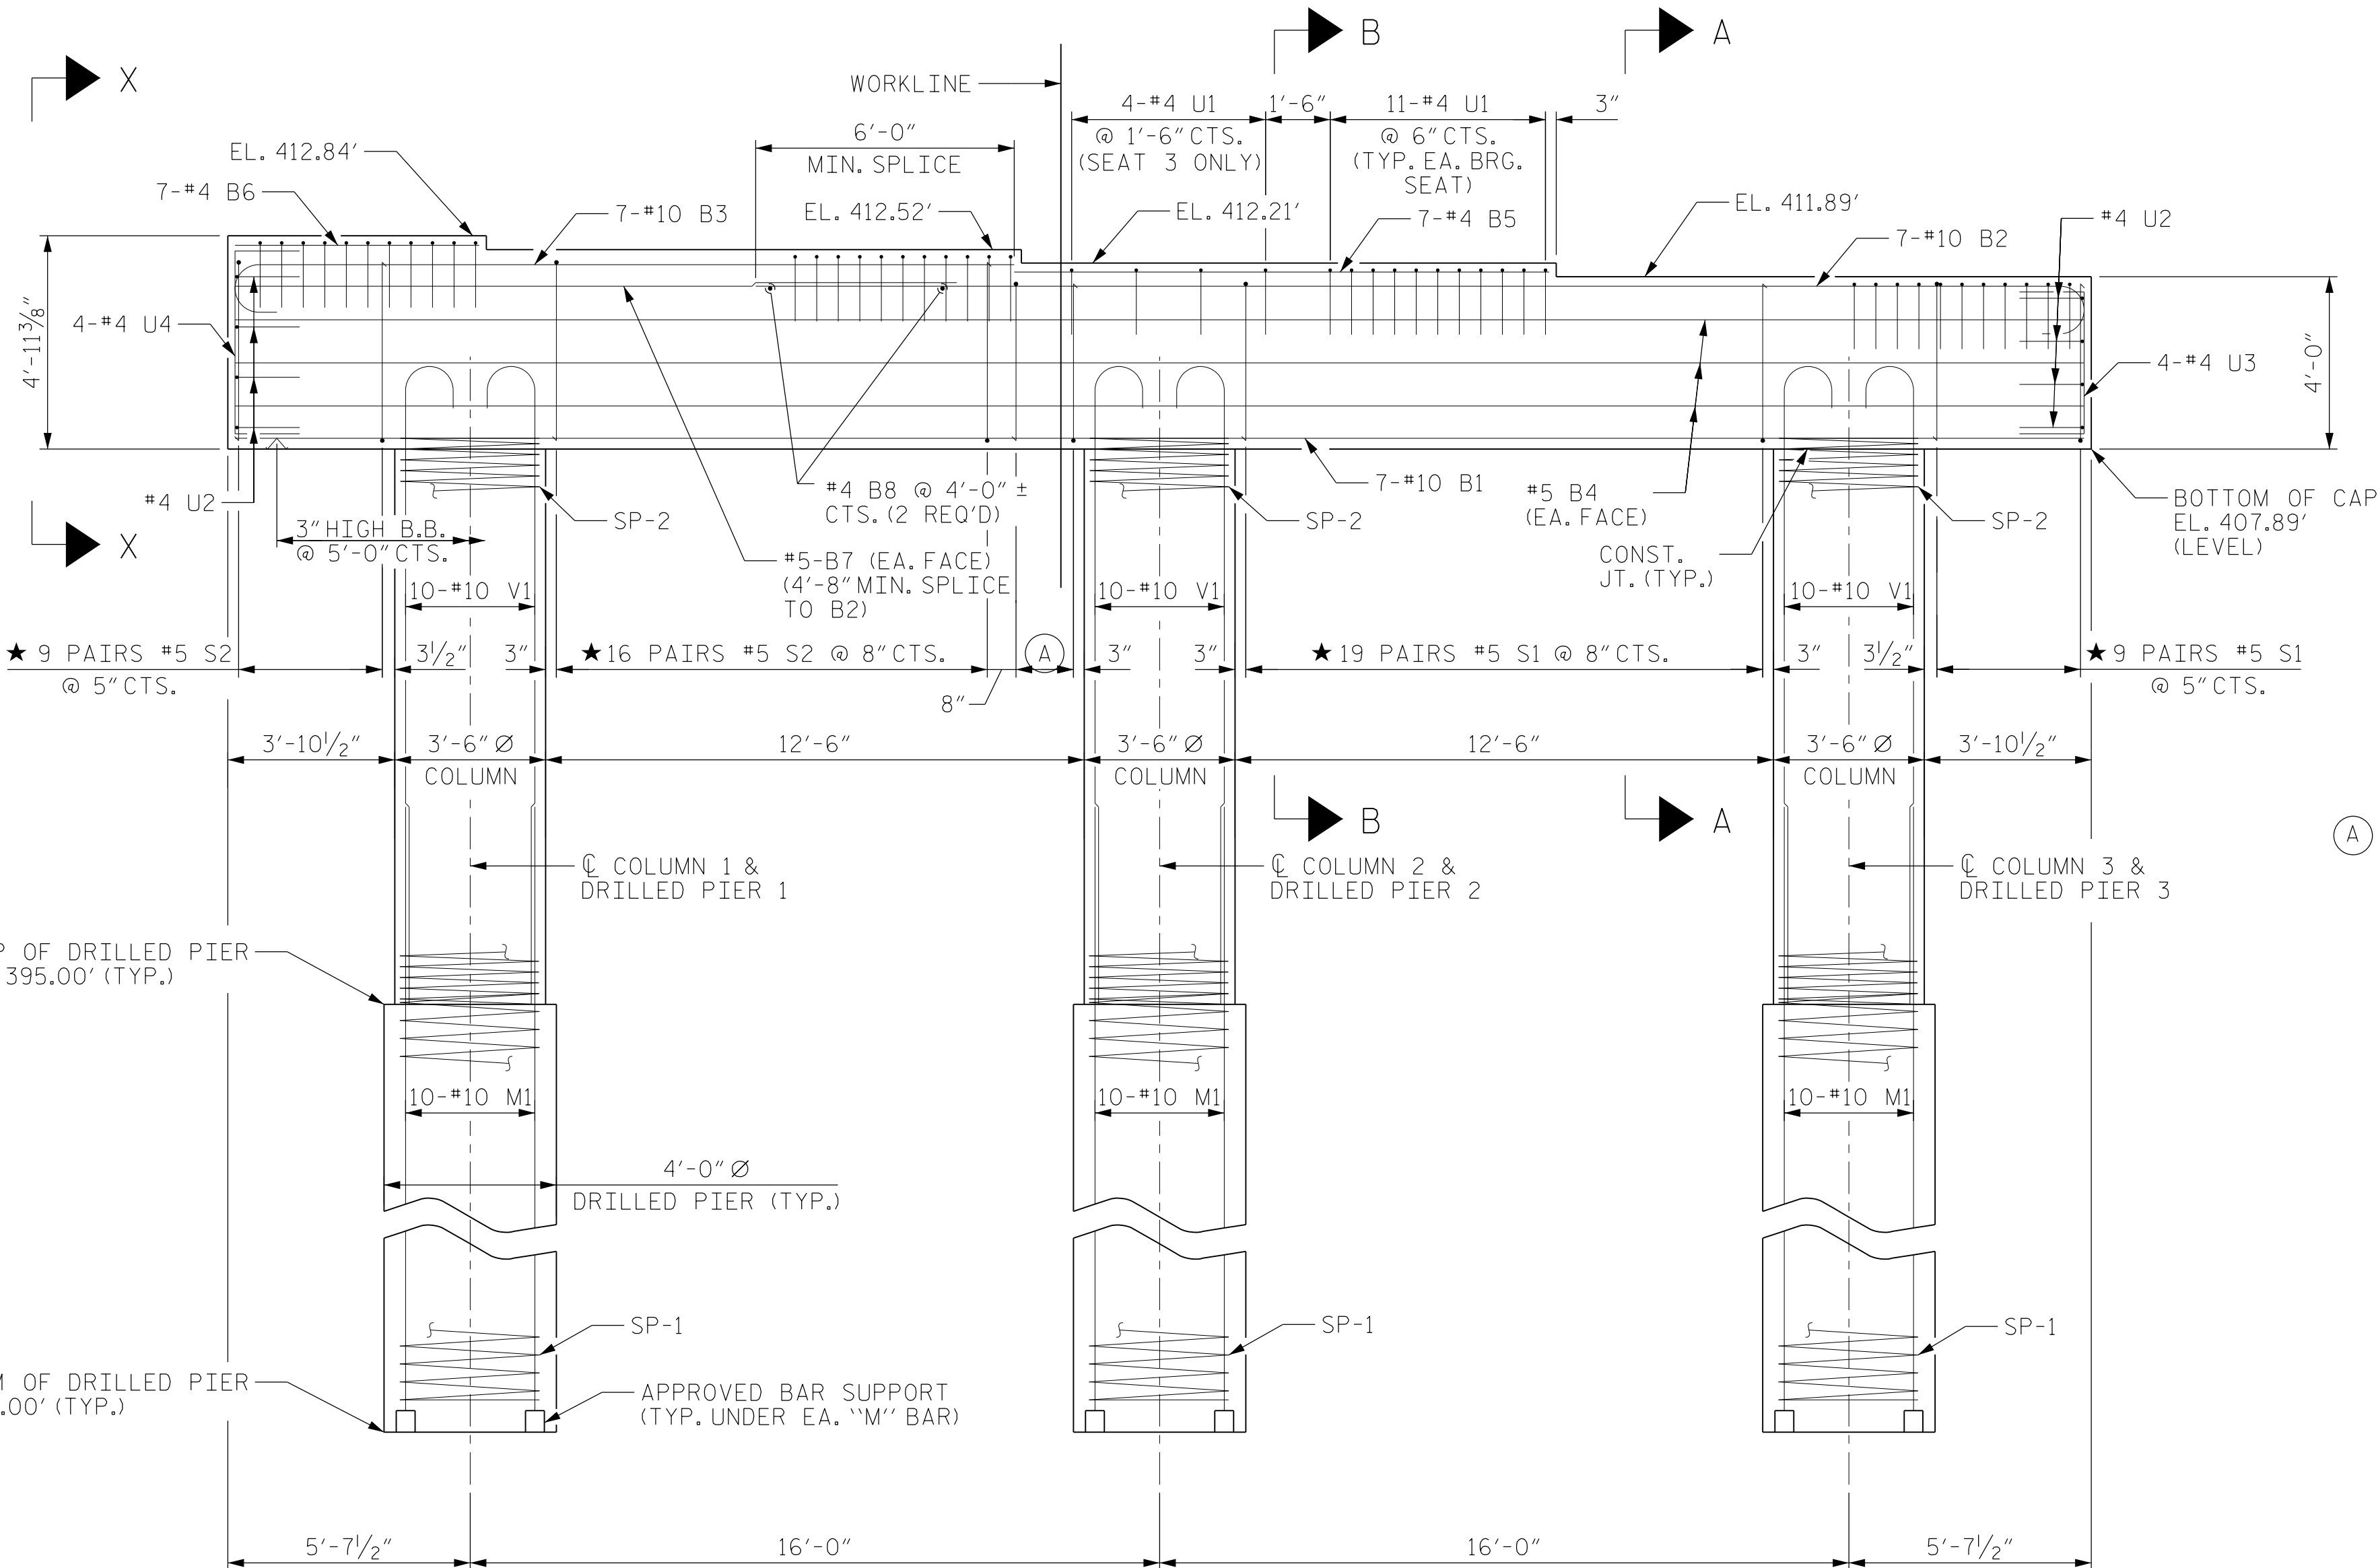 B
A
X
WORKLINE
4-#4 U1
1'-6"
11-#4 U1
3"
@ 1'-6" CTS.
(SEAT 3 ONLY)
@ 6" CTS.
(TYP. EA. BRG.
SEAT)
6'-0"
MIN. SPLICE
EL. 412.84'
7-#4 B6
7-#10 B3
EL. 412.52'
EL. 412.21'
7-#4 B5
EL. 411.89'
#4 U2
7-#10 B2
4'-11 3/8"
4-#4 U4
4'-0"
4-#4 U3
#4 U2
3" HIGH B.B.
@ 5'-0" CTS.
SP-2
#4 B8 @ 4'-0" ±
CTS. (2 REQ'D)
#5-B7 (EA. FACE)
(4'-8" MIN. SPLICE
TO B2)
7-#10 B1
SP-2
#5 B4
(EA. FACE)
CONST.
JT. (TYP.)
SP-2
BOTTOM OF CAP
EL. 407.89'
(LEVEL)
X
10-#10 V1
10-#10 V1
10-#10 V1
★ 9 PAIRS #5 S2
@ 5" CTS.
3 1/2"
3"
★ 16 PAIRS #5 S2 @ 8" CTS.
8"
A
3"
3"
★ 19 PAIRS #5 S1 @ 8" CTS.
3"
3 1/2"
★ 9 PAIRS #5 S1
@ 5" CTS.
3'-10 1/2"
3'-6" Ø
COLUMN
12'-6"
3'-6" Ø
COLUMN
12'-6"
3'-6" Ø
COLUMN
3'-10 1/2"
B
A
A
℄ COLUMN 1 &
DRILLED PIER 1
℄ COLUMN 2 &
DRILLED PIER 2
℄ COLUMN 3 &
DRILLED PIER 3
P OF DRILLED PIER
395.00' (TYP.)
10-#10 M1
10-#10 M1
10-#10 M1
4'-0" Ø
DRILLED PIER (TYP.)
SP-1
SP-1
SP-1
OF DRILLED PIER
.00' (TYP.)
APPROVED BAR SUPPORT
(TYP. UNDER EA. "M" BAR)
5'-7 1/2"
16'-0"
16'-0"
5'-7 1/2"